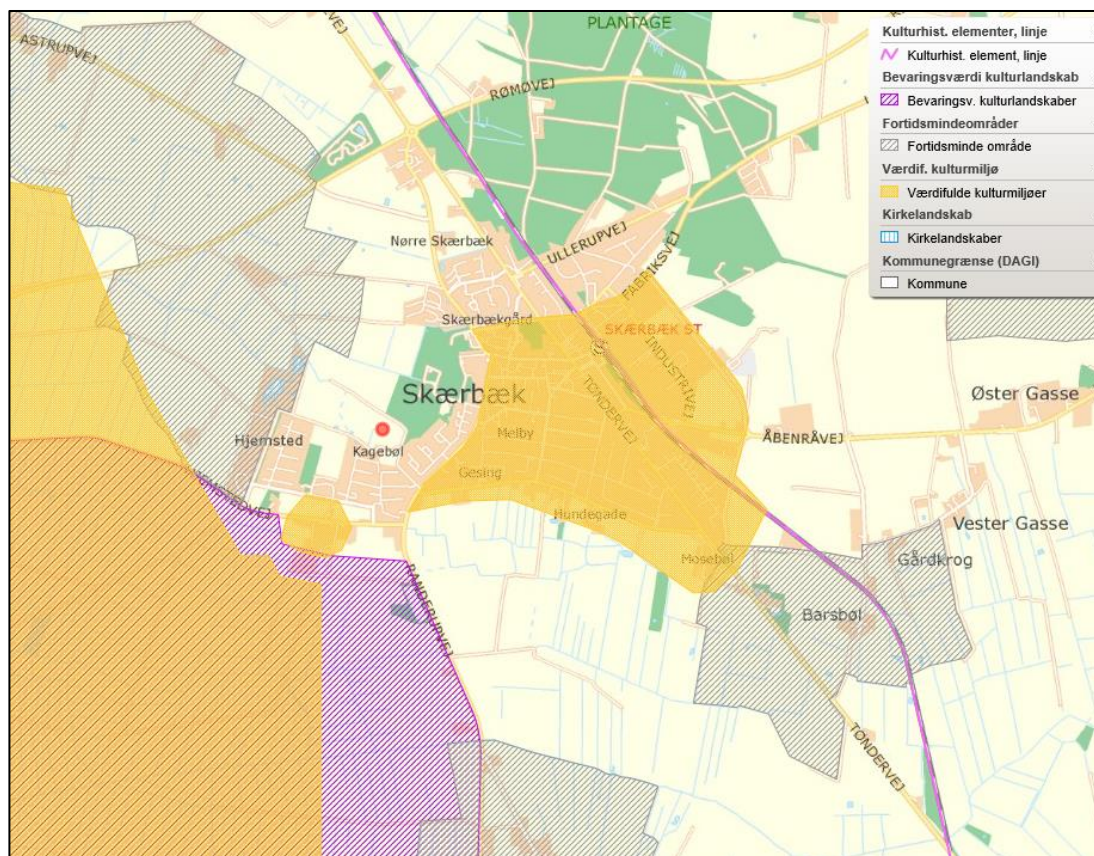 PLANTAGE
ASTRUPVEJ
RØMØVEJ
Kulturhist. elementer, linje
Kulturhist. element, linje
Bevaringsværdi kulturlandskab
Bevaringsv. kulturlandskaber
Fortidsmindeområder
Fortidsminde område
Værdif. kulturmiljø
Værdifulde kulturmiljøer
Kirkelandskab
Kirkelandskaber
Kommunegrænse (DAGI)
Kommune
Nørre Skærbæk
ULLERUPVEJ
FABRIKSVEJ
Skærbækgård
SKÆRBÆK ST
INDUSTRIVEJ
Skærbæk
TØNDERVEJ
Øster Gasse
Hjemsted
Kagebøl
Melby
ÅBENRÅVEJ
Gesing
HJEMSTEDVEJ
Hundegade
Vester Gasse
Mosebøl
Gårdkrog
RANDERUPVEJ
Barsbøl
TØNDERVEJ